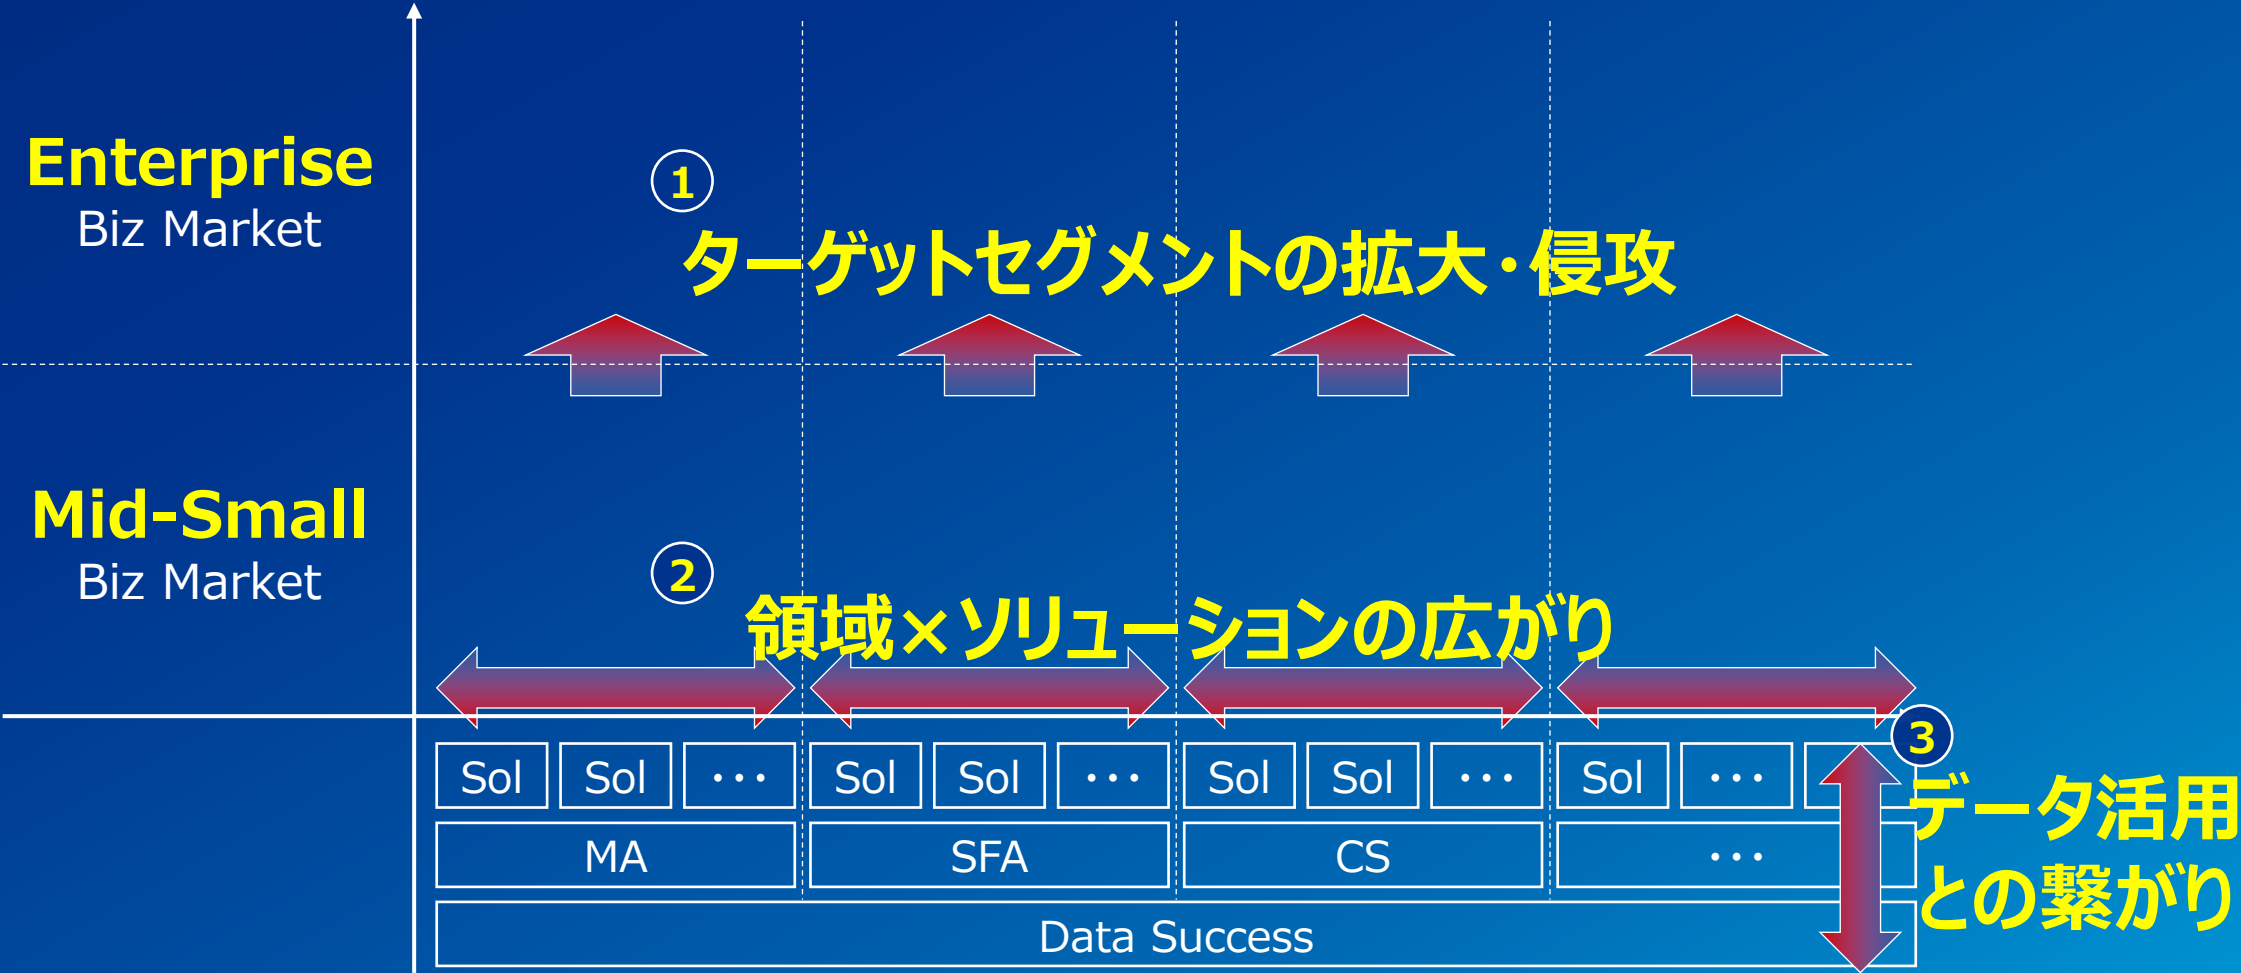 Enterprise
Biz Market
①
ターゲットセグメントの拡大・侵攻
Mid-Small
Biz Market
②
領域×ソリューションの広がり
③
Sol Sol ・・・ Sol Sol ・・・ Sol Sol ・・・ Sol ・・・
データ活用
MA SFA CS ・・・
との繋がり
Data Success